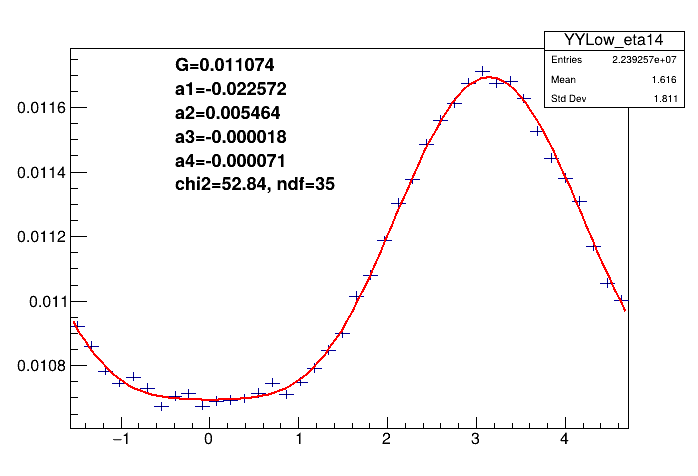 YYLow_eta14
Entries 2.239257e+07
Mean 1.616
Std Dev 1.811
G=0.011074
a1=-0.022572
a2=0.005464
a3=-0.000018
a4=-0.000071
chi2=52.84, ndf=35
0.0116
0.0114
0.0112
0.011
0.0108
−1 0 1 2 3 4